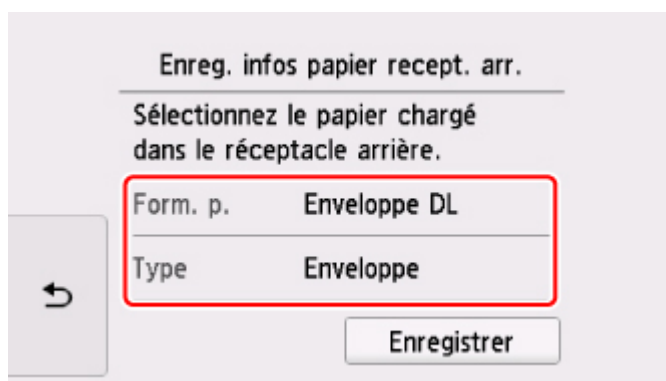 Enreg. infos papier recept. arr.
Sélectionnez le papier chargé
dans le réceptacle arrière.
Form. p. Enveloppe DL
Type Enveloppe
Enregistrer